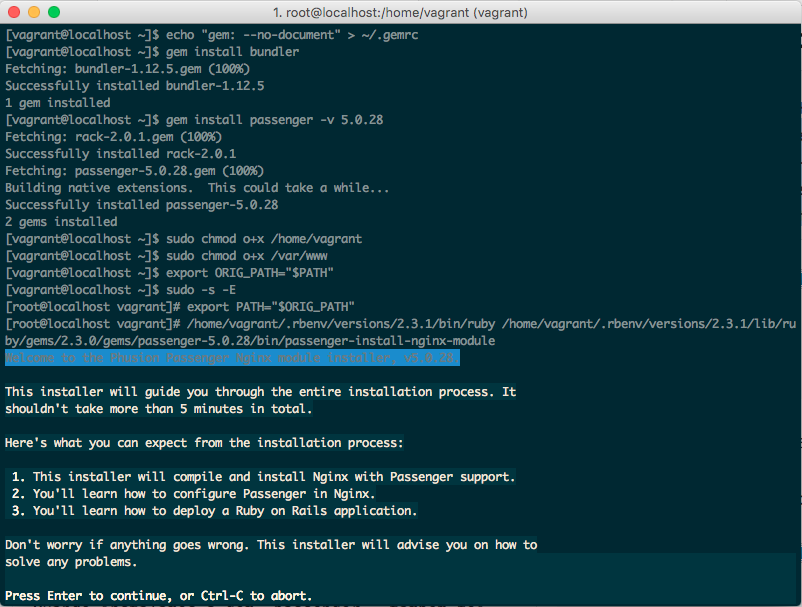 1. root@localhost:/home/vagrant (vagrant)
[vagrant@localhost ~]$ echo "gem: --no-document" > ~/.gemrc
[vagrant@localhost ~]$ gem install bundler
Fetching: bundler-1.12.5.gem (100%)
Successfully installed bundler-1.12.5
1 gem installed
[vagrant@localhost ~]$ gem install passenger -v 5.0.28
Fetching: rack-2.0.1.gem (100%)
Successfully installed rack-2.0.1
Fetching: passenger-5.0.28.gem (100%)
Building native extensions.  This could take a while...
Successfully installed passenger-5.0.28
2 gems installed
[vagrant@localhost ~]$ sudo chmod o+x /home/vagrant
[vagrant@localhost ~]$ sudo chmod o+x /var/www
[vagrant@localhost ~]$ export ORIG_PATH="$PATH"
[vagrant@localhost ~]$ sudo -s -E
[root@localhost vagrant]# export PATH="$ORIG_PATH"
[root@localhost vagrant]# /home/vagrant/.rbenv/versions/2.3.1/bin/ruby /home/vagrant/.rbenv/versions/2.3.1/lib/ru
by/gems/2.3.0/gems/passenger-5.0.28/bin/passenger-install-nginx-module
Welcome to the Phusion Passenger Nginx module installer, v5.0.28.
This installer will guide you through the entire installation process. It
shouldn't take more than 5 minutes in total.
Here's what you can expect from the installation process:
1. This installer will compile and install Nginx with Passenger support.
2. You'll learn how to configure Passenger in Nginx.
3. You'll learn how to deploy a Ruby on Rails application.
Don't worry if anything goes wrong. This installer will advise you on how to
solve any problems.
Press Enter to continue, or Ctrl-C to abort.